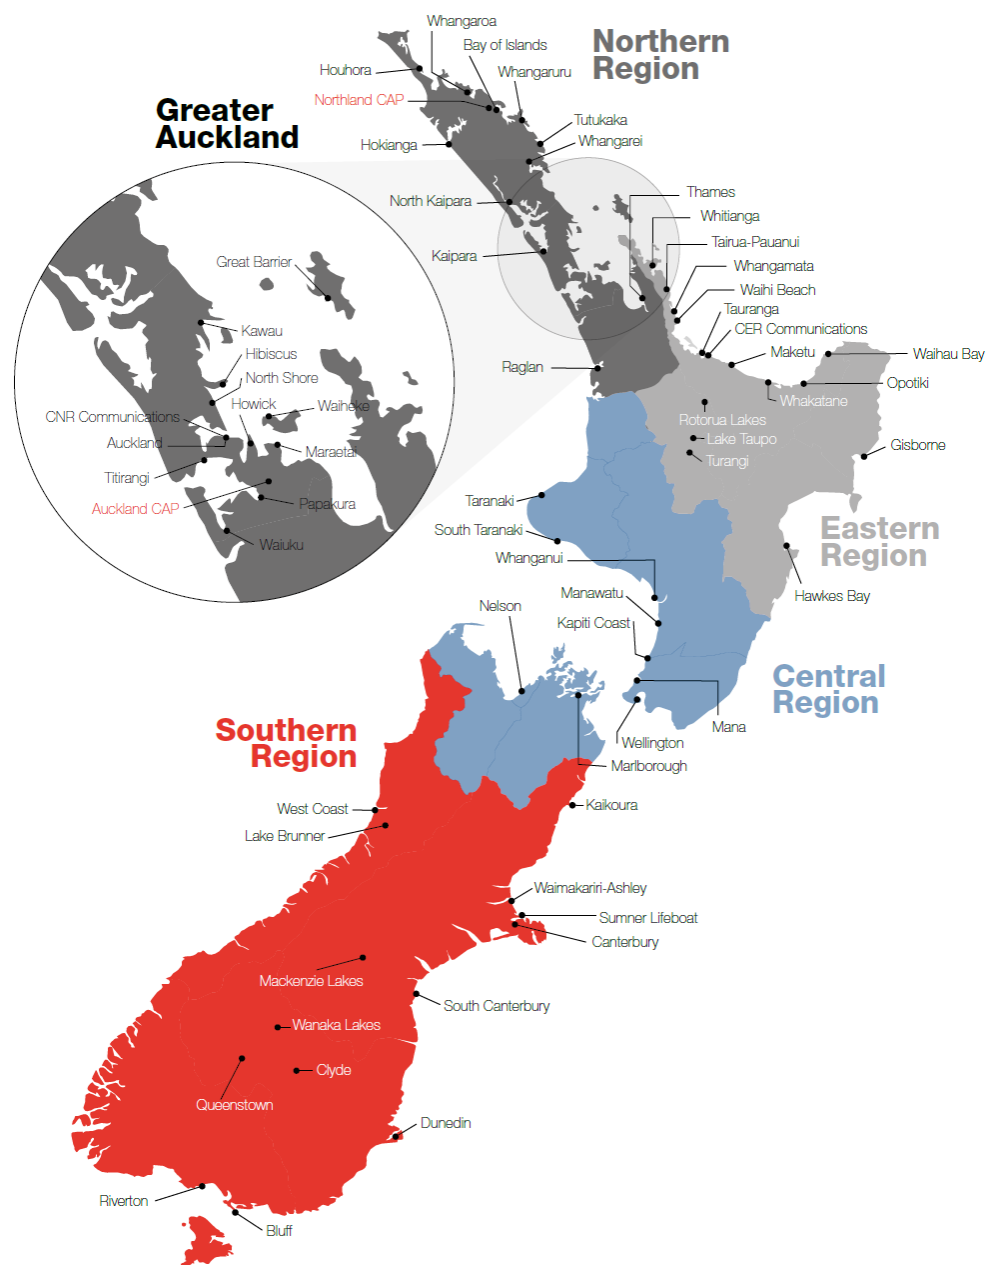 Whangaroa
Northern
Region
Bay of Islands
Houhora
Whangaruru
Northland CAP
Greater
Auckland
Tutukaka
Hokianga
Whangarei
Thames
North Kaipara
Whitianga
Tairua-Pauanui
Kaipara
Great Barrier
Whangamata
Waihi Beach
Tauranga
Kawau
CER Communications
Hibiscus
Maketu
Waihau Bay
Raglan
North Shore
Opotiki
Howick
Waiheke
Whakatane
CNR Communications
Rotorua Lakes
Auckland
Lake Taupo
Gisborne
Maraetai
Turangi
Titirangi
Taranaki
Auckland CAP
Papakura
South Taranaki
Eastern
Region
Waiuku
Whanganui
Manawatu
Hawkes Bay
Nelson
Kapiti Coast
Central
Region
Southern
Region
Mana
Wellington
Marlborough
West Coast
Kaikoura
Lake Brunner
Waimakariri-Ashley
Sumner Lifeboat
Canterbury
Mackenzie Lakes
South Canterbury
Wanaka Lakes
Clyde
Queenstown
Dunedin
Riverton
Bluff